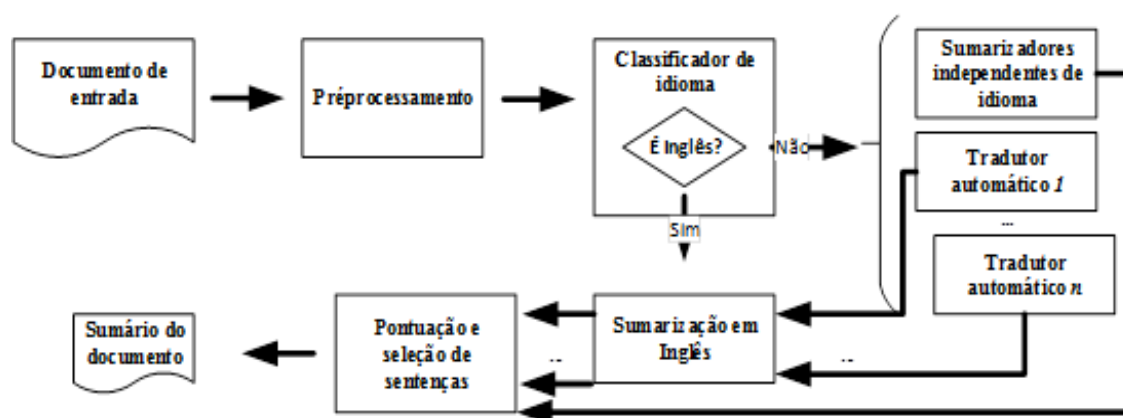 Documento de
entrada
Préprocessamento
Classificador de
idioma
É Inglês?
Não
Sim
Sumarizadores
independentes de
idioma
Tradutor
automático 1
...
Tradutor
automático n
Sumarização em
Inglês
...
...
Pontuação e
seleção de
sentenças
Sumário do
documento